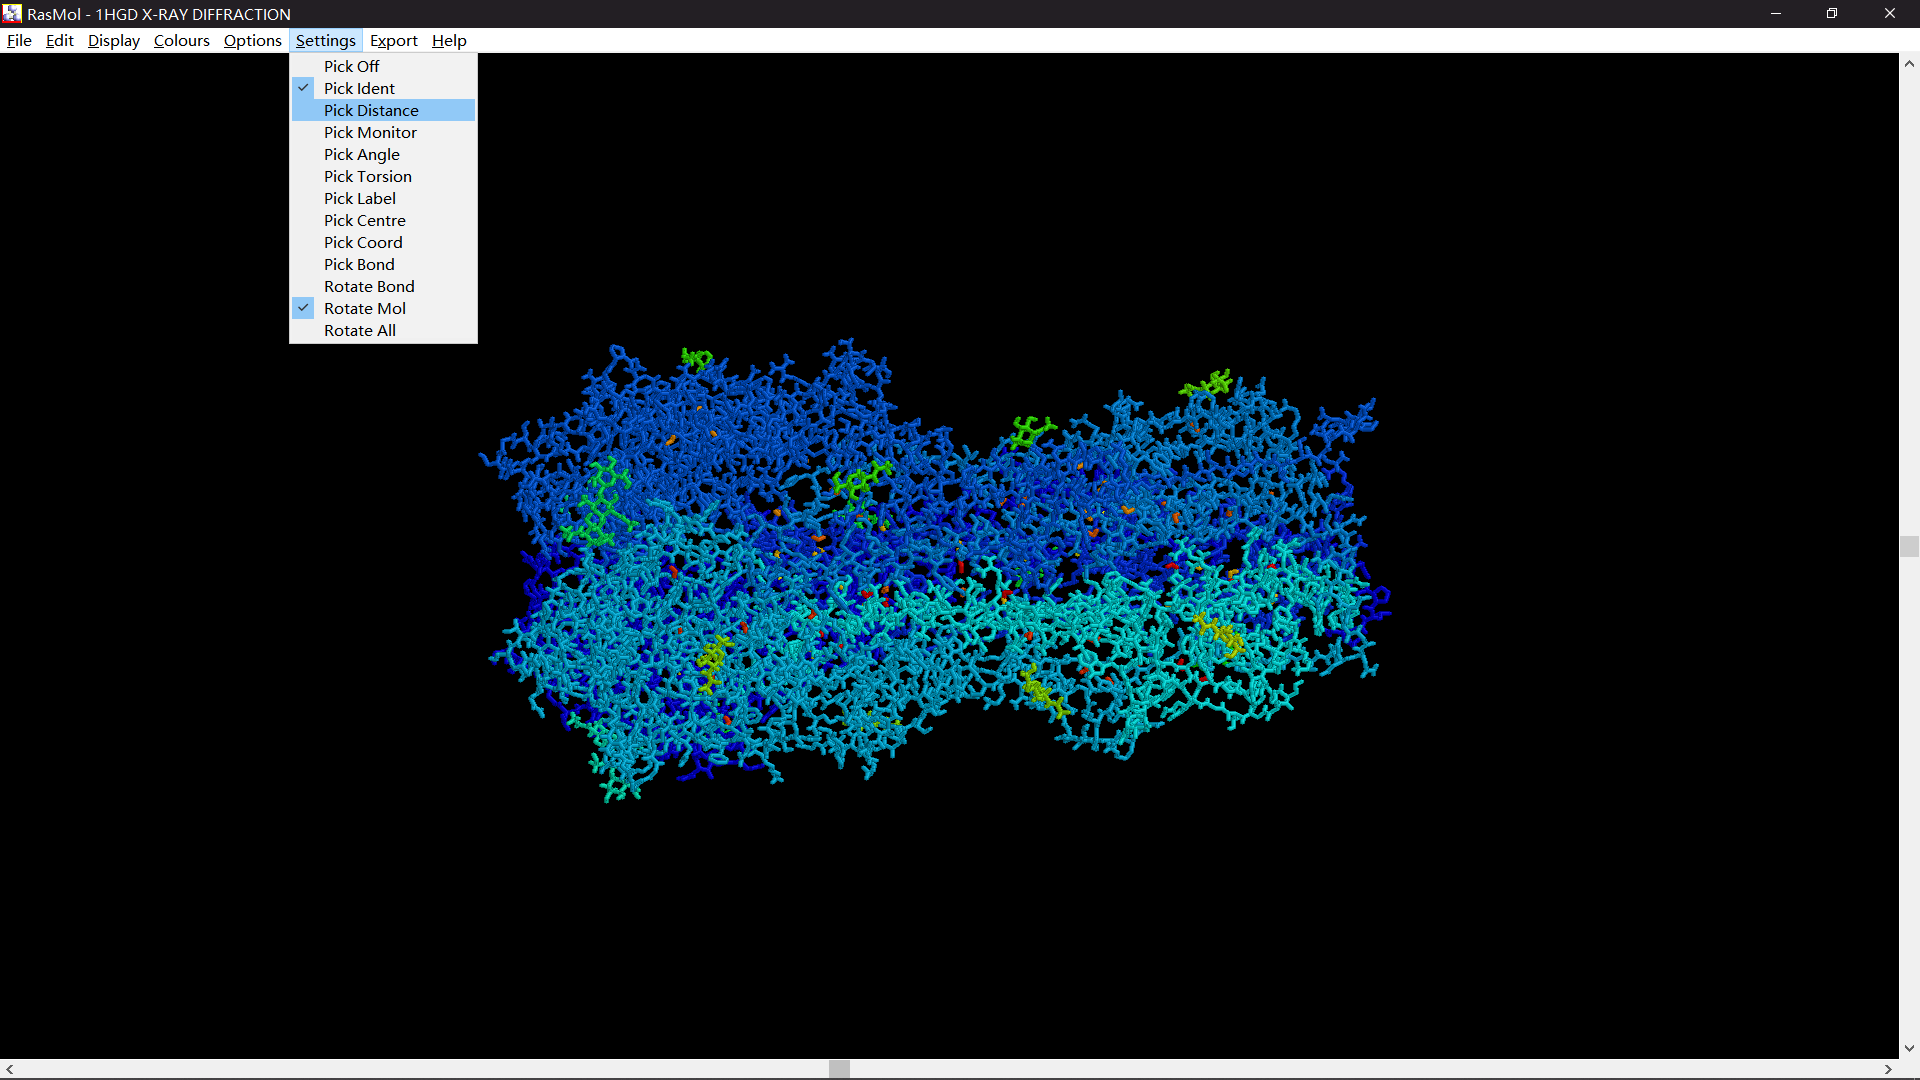 RasMol - 1HGD X-RAY DIFFRACTION
File Edit Display Colours Options Settings Export Help
Pick Off
Pick Ident
Pick Distance
Pick Monitor
Pick Angle
Pick Torsion
Pick Label
Pick Centre
Pick Coord
Pick Bond
Rotate Bond
Rotate Mol
Rotate All